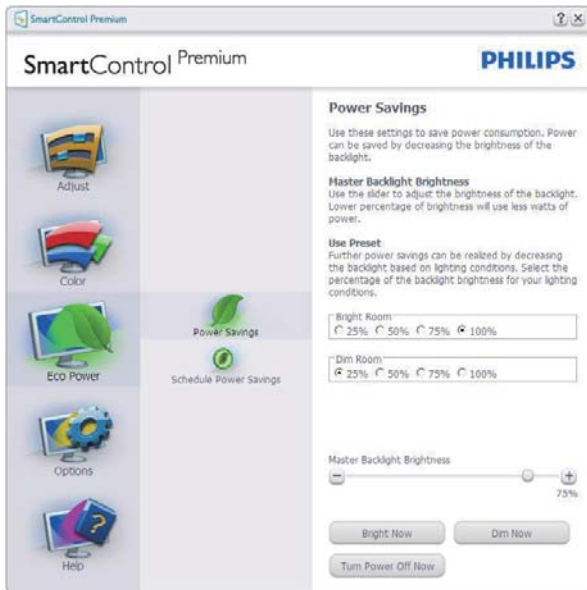 SmartControl Premium
SmartControl Premium
PHILIPS
Adjust
Color
Eco Power
Options
Help
Power Savings
Schedule Power Savings
Power Savings
Use these settings to save power consumption. Power
can be saved by decreasing the brightness of the
backlight.
Master Backlight Brightness
Use the slider to adjust the brightness of the backlight.
Lower percentage of brightness will use less watts of
power.
Use Preset
Further power savings can be realized by decreasing
the backlight based on lighting conditions. Select the
percentage of the backlight brightness for your lighting
conditions.
Bright Room
25% 50% 75% 100%
Dim Room
25% 50% 75% 100%
Master Backlight Brightness
75%
Bright Now
Dim Now
Turn Power Off Now